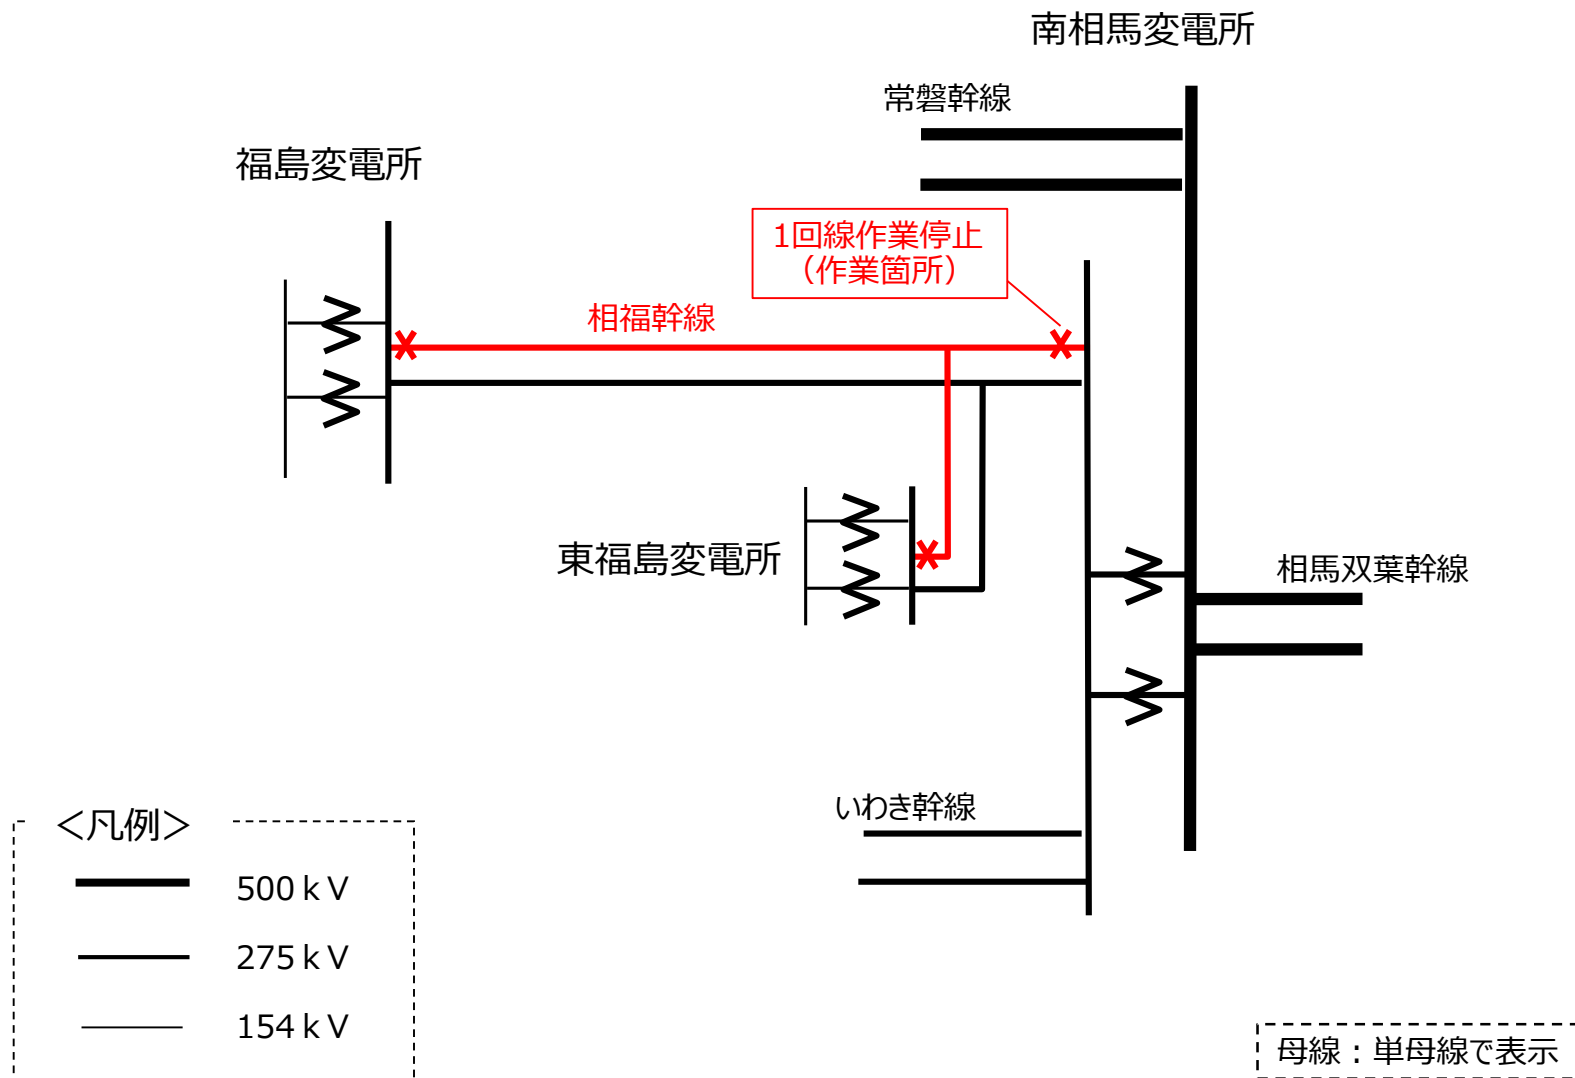 南相馬変電所
常磐幹線
福島変電所
1回線作業停止
（作業箇所）
相福幹線
東福島変電所
相馬双葉幹線
いわき幹線
＜凡例＞
500ｋＶ
275ｋＶ
154ｋＶ
母線：単母線で表示